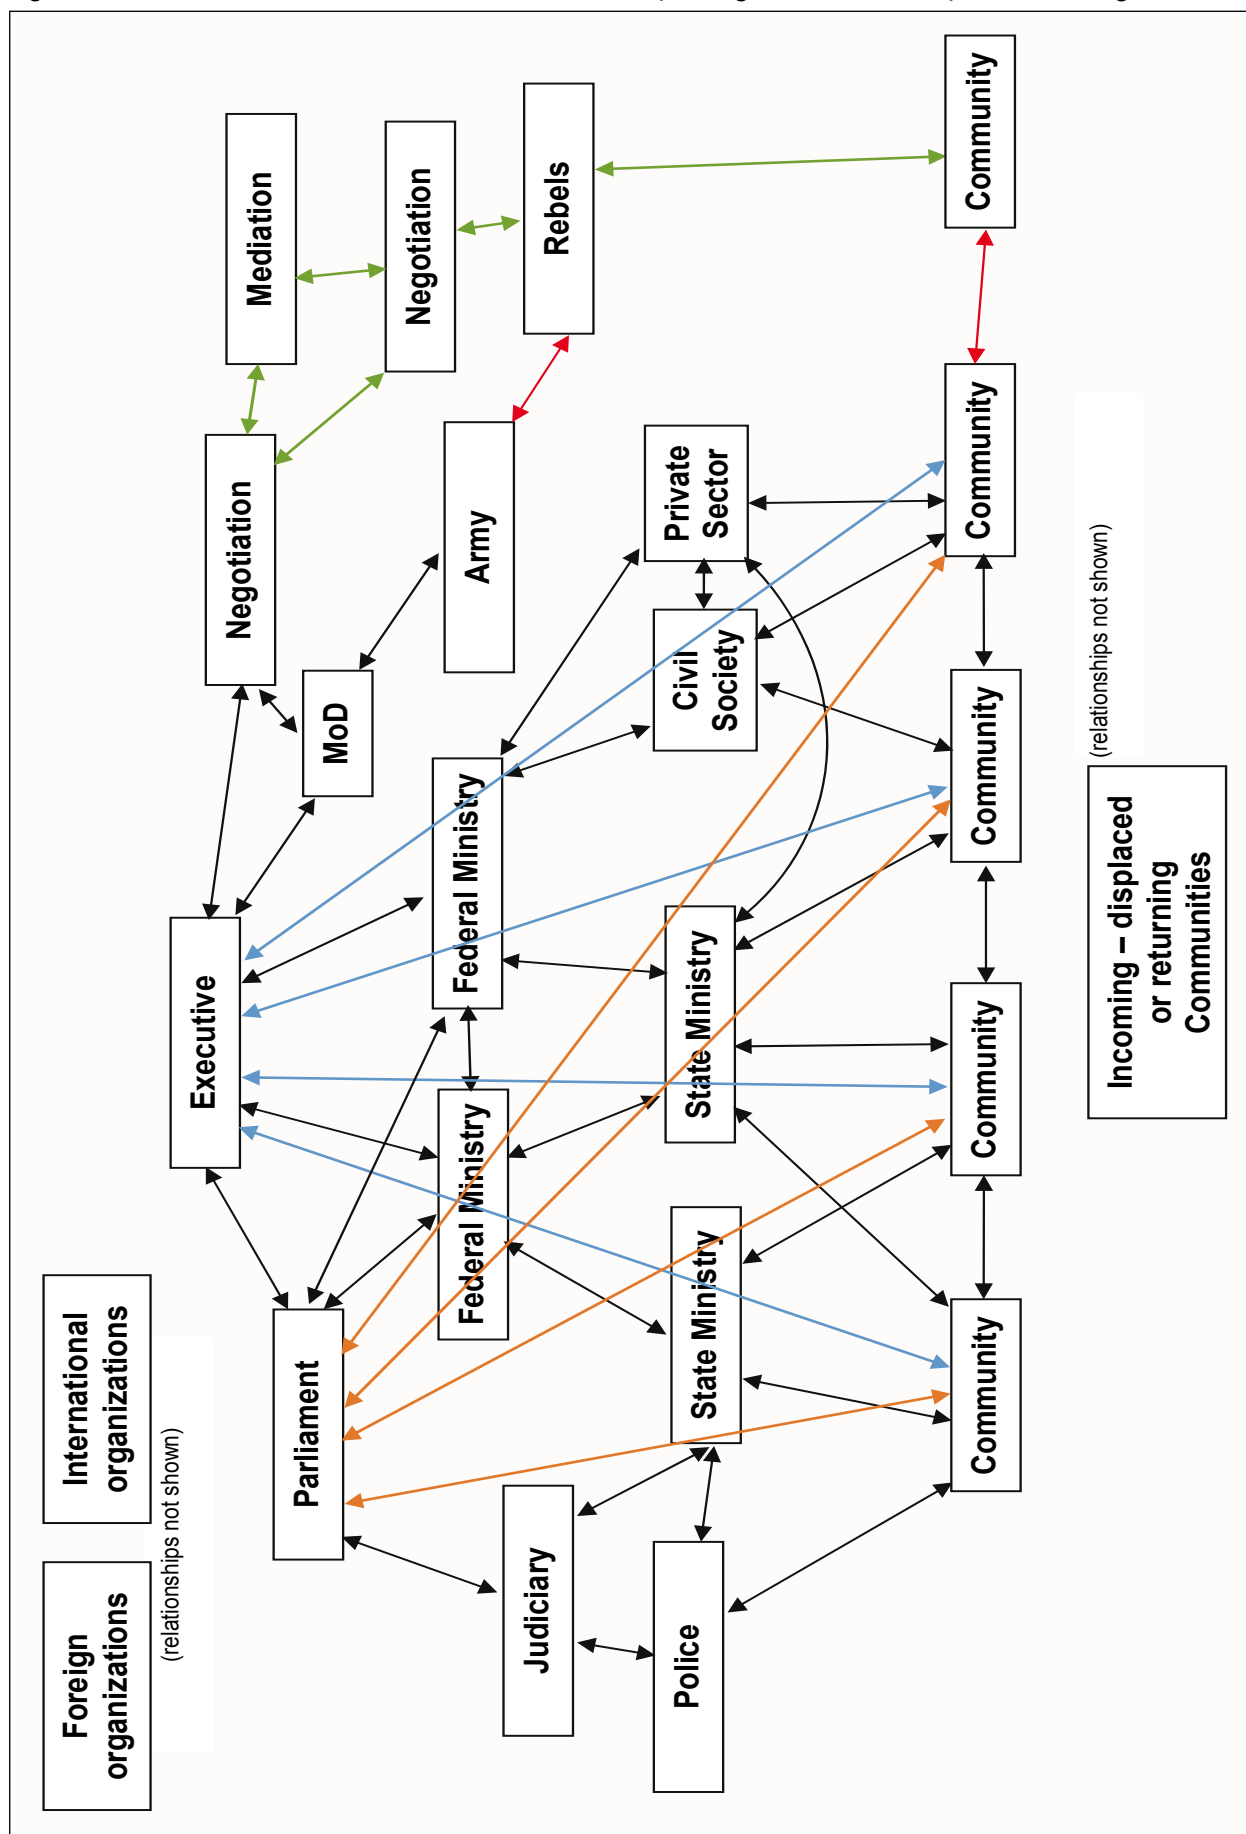 Foreign
organizations
International
organizations
(relationships not shown)
Executive
Negotiation
Mediation
Parliament
MoD
Negotiation
Federal Ministry
Federal Ministry
Army
Rebels
Judiciary
Police
State Ministry
State Ministry
Civil
Society
Private
Sector
Community
Community
Community
Community
Community
Incoming – displaced
or returning
Communities
(relationships not shown)